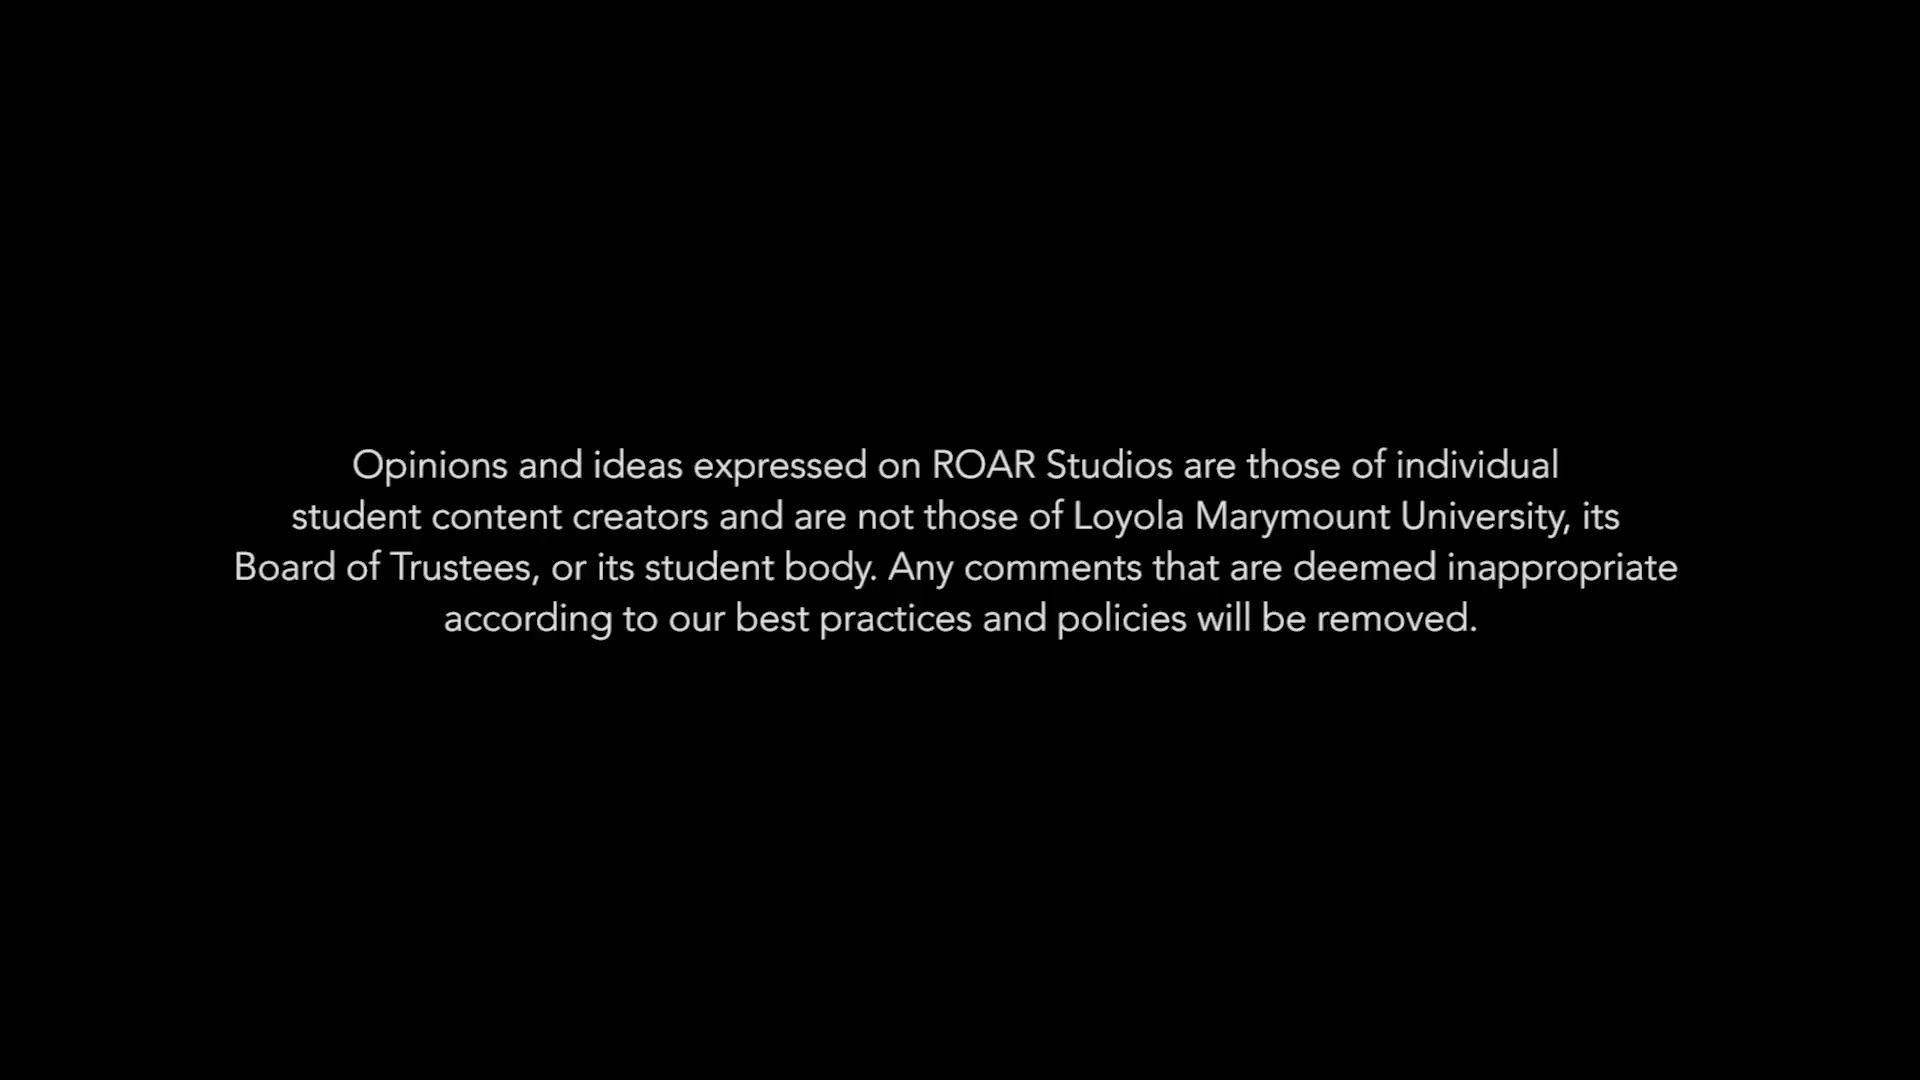 Opinions and ideas expressed on ROAR Studios are those of individual
student content creators and are not those of Loyola Marymount University, its
Board of Trustees, or its student body. Any comments that are deemed inappropriate
according to our best practices and policies will be removed.